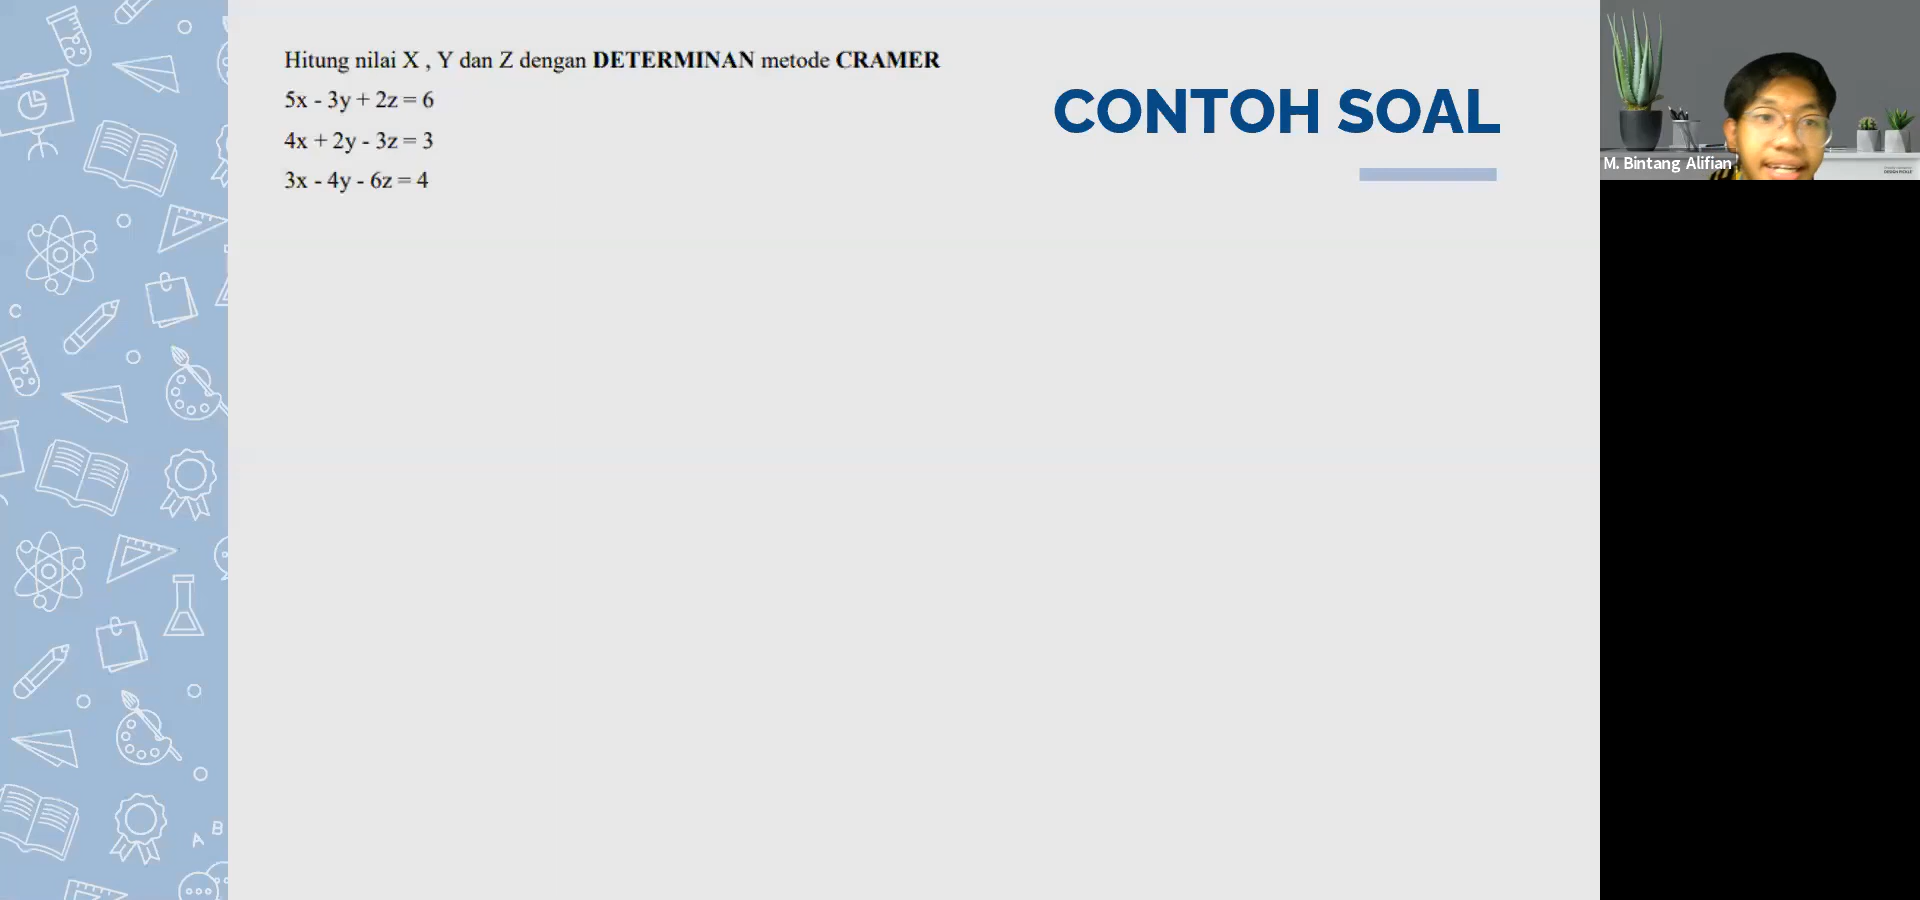 Hitung nilai X , Y dan Z dengan DETERMINAN metode CRAMER
5x - 3y + 2z = 6
4x + 2y - 3z = 3
3x - 4y - 6z = 4
CONTOH SOAL
M. Bintang Alifian
A B